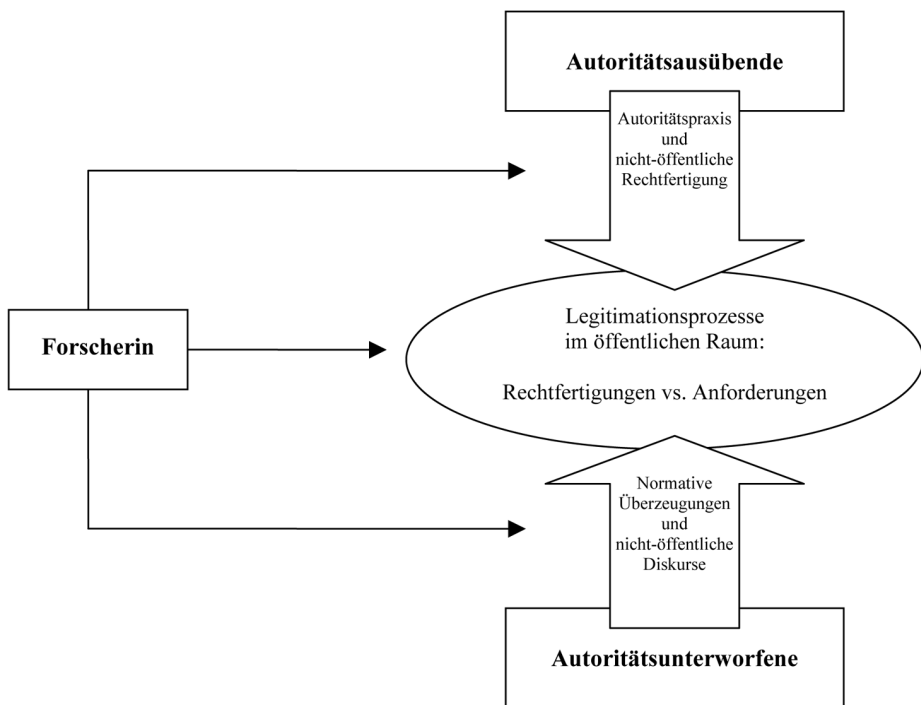 Autoritätsausübende
Autoritätspraxis
und
nicht-öffentliche
Rechtfertigung
Forscherin
Legitimationsprozesse
im öffentlichen Raum:
Rechtfertigungen vs. Anforderungen
Normative
Überzeugungen
und
nicht-öffentliche
Diskurse
Autoritätsunterworfene